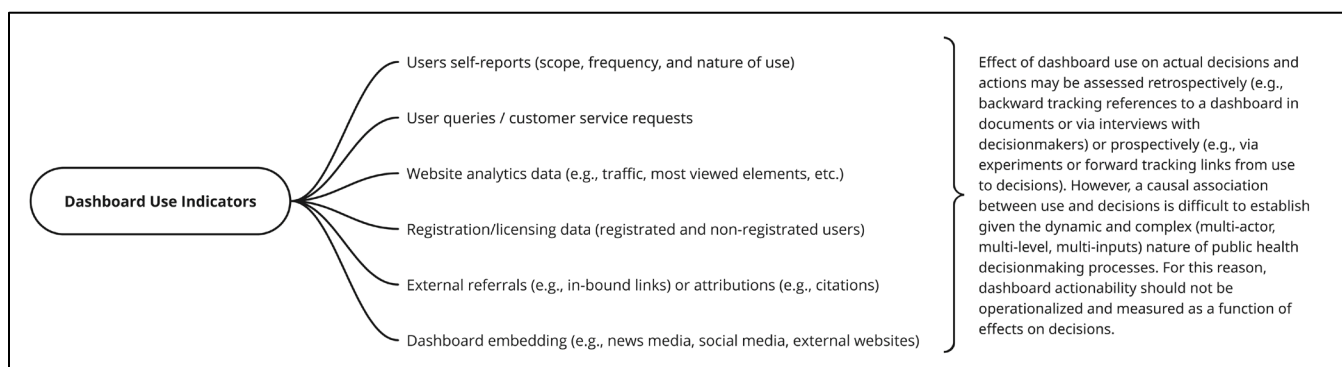 Dashboard Use Indicators
Users self-reports (scope, frequency, and nature of use)
User queries / customer service requests
Website analytics data (e.g., traffic, most viewed elements, etc.)
Registration/licensing data (registrated and non-registrated users)
External referrals (e.g., in-bound links) or attributions (e.g., citations)
Dashboard embedding (e.g., news media, social media, external websites)
Effect of dashboard use on actual decisions and
actions may be assessed retrospectively (e.g.,
backward tracking references to a dashboard in
documents or via interviews with
decisionmakers) or prospectively (e.g., via
experiments or forward tracking links from use
to decisions). However, a causal association
between use and decisions is difficult to establish
given the dynamic and complex (multi-actor,
multi-level, multi-inputs) nature of public health
decisionmaking processes. For this reason,
dashboard actionability should not be
operationalized and measured as a function of
effects on decisions.